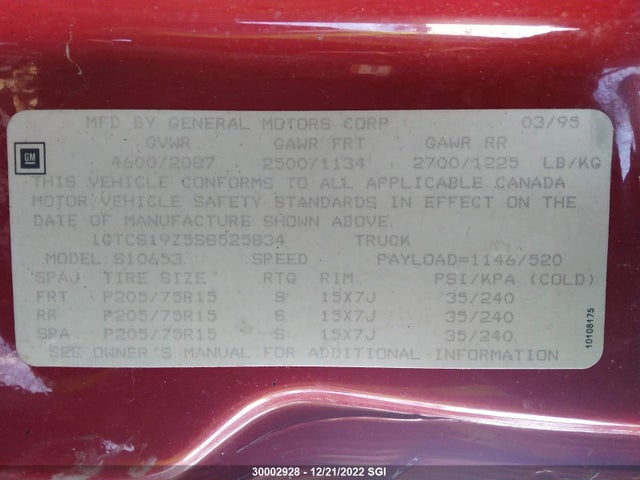 MFD BY GENERAL MOTORS CORP 03/95
GVWR GAWR FRT GAWR RR
GM
4600/2087 2500/1134 2700/1225 LB/KG
THIS VEHICLE CONFORMS TO ALL APPLICABLE CANADA
MOTOR VEHICLE SAFETY STANDARDS IN EFFECT ON THE
DATE OF MANUFACTURE SHOWN ABOVE.
1GTCS19Z5S8525834 TRUCK
MODEL: S10653 SPEED PAYLOAD=1146/520
SPAJ TIRE SIZE RTG RIM PSI/KPA (COLD)
FRT P205/75R15 S 15X7J 35/240
RR P205/75R15 S 15X7J 35/240
SPA P205/75R15 S 15X7J 35/240
SEE OWNER'S MANUAL FOR ADDITIONAL INFORMATION
10108175
30002928 - 12/21/2022 SGI